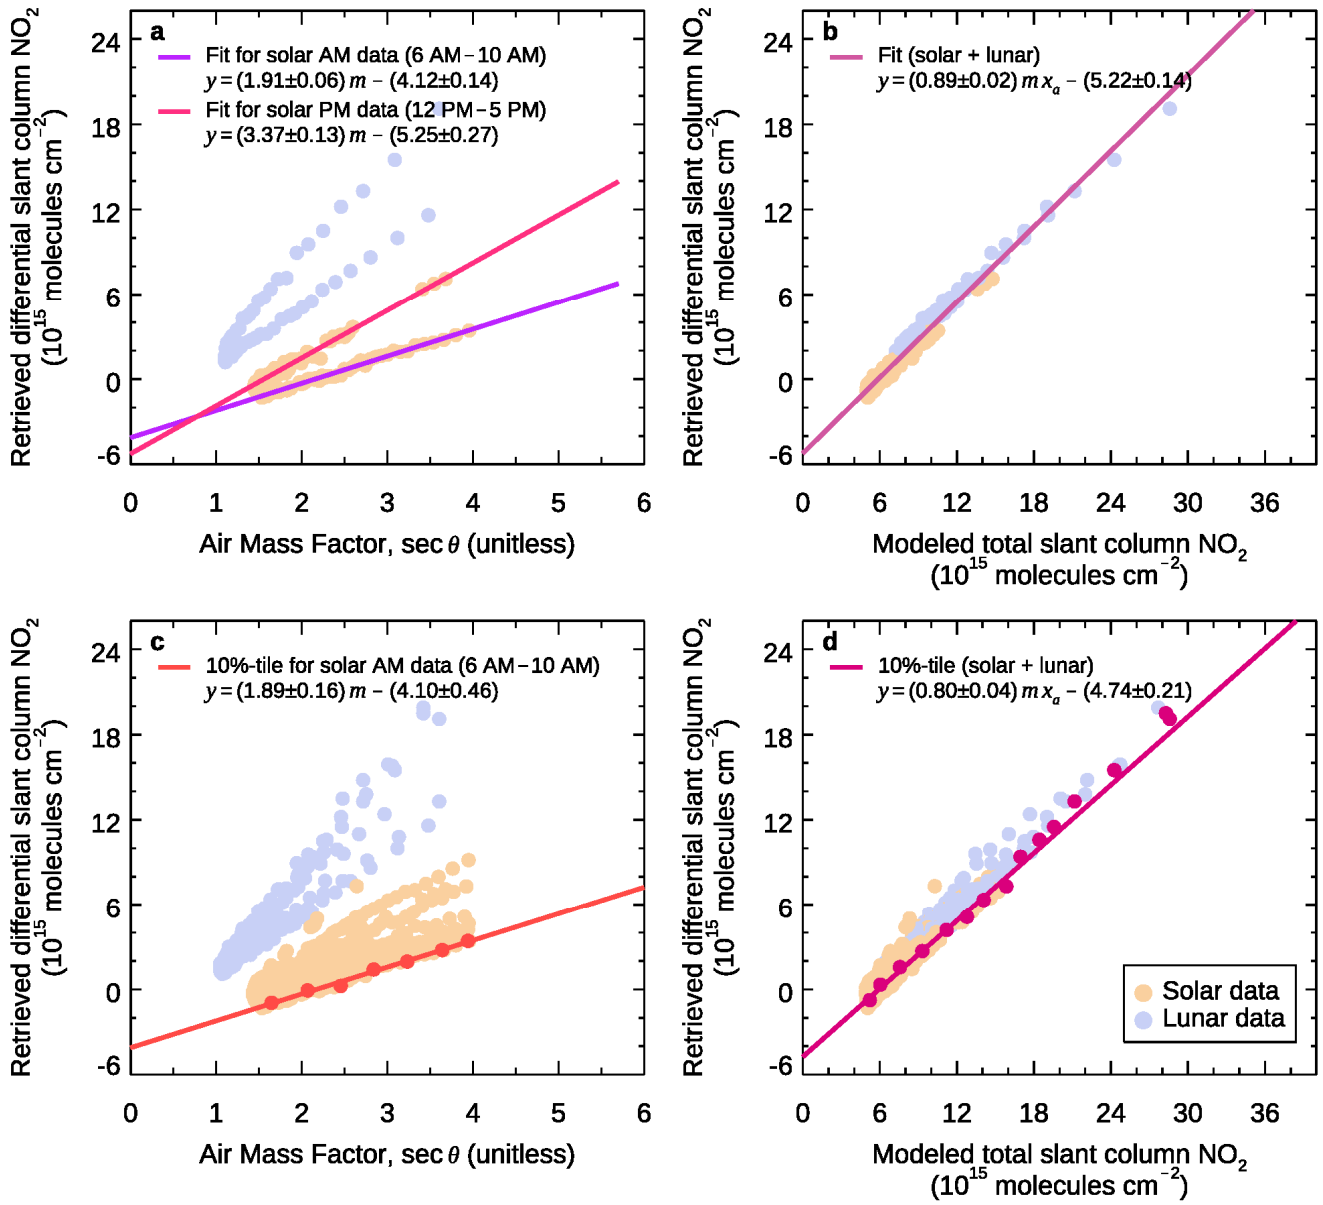 Retrieved differential slant column NO2
(10^15 molecules cm^−2)
24
18
12
6
0
-6
a
Fit for solar AM data (6 AM−10 AM)
y=(1.91±0.06) m − (4.12±0.14)
Fit for solar PM data (12 PM−5 PM)
y=(3.37±0.13) m − (5.25±0.27)
0 1 2 3 4 5 6
Air Mass Factor, sec θ (unitless)
Retrieved differential slant column NO2
(10^15 molecules cm^−2)
24
18
12
6
0
-6
b
Fit (solar + lunar)
y=(0.89±0.02) m xa − (5.22±0.14)
0 6 12 18 24 30 36
Modeled total slant column NO2
(10^15 molecules cm^−2)
Retrieved differential slant column NO2
(10^15 molecules cm^−2)
24
18
12
6
0
-6
c
10%-tile for solar AM data (6 AM−10 AM)
y=(1.89±0.16) m − (4.10±0.46)
0 1 2 3 4 5 6
Air Mass Factor, sec θ (unitless)
Retrieved differential slant column NO2
(10^15 molecules cm^−2)
24
18
12
6
0
-6
d
10%-tile (solar + lunar)
y=(0.80±0.04) m xa − (4.74±0.21)
Solar data
Lunar data
0 6 12 18 24 30 36
Modeled total slant column NO2
(10^15 molecules cm^−2)